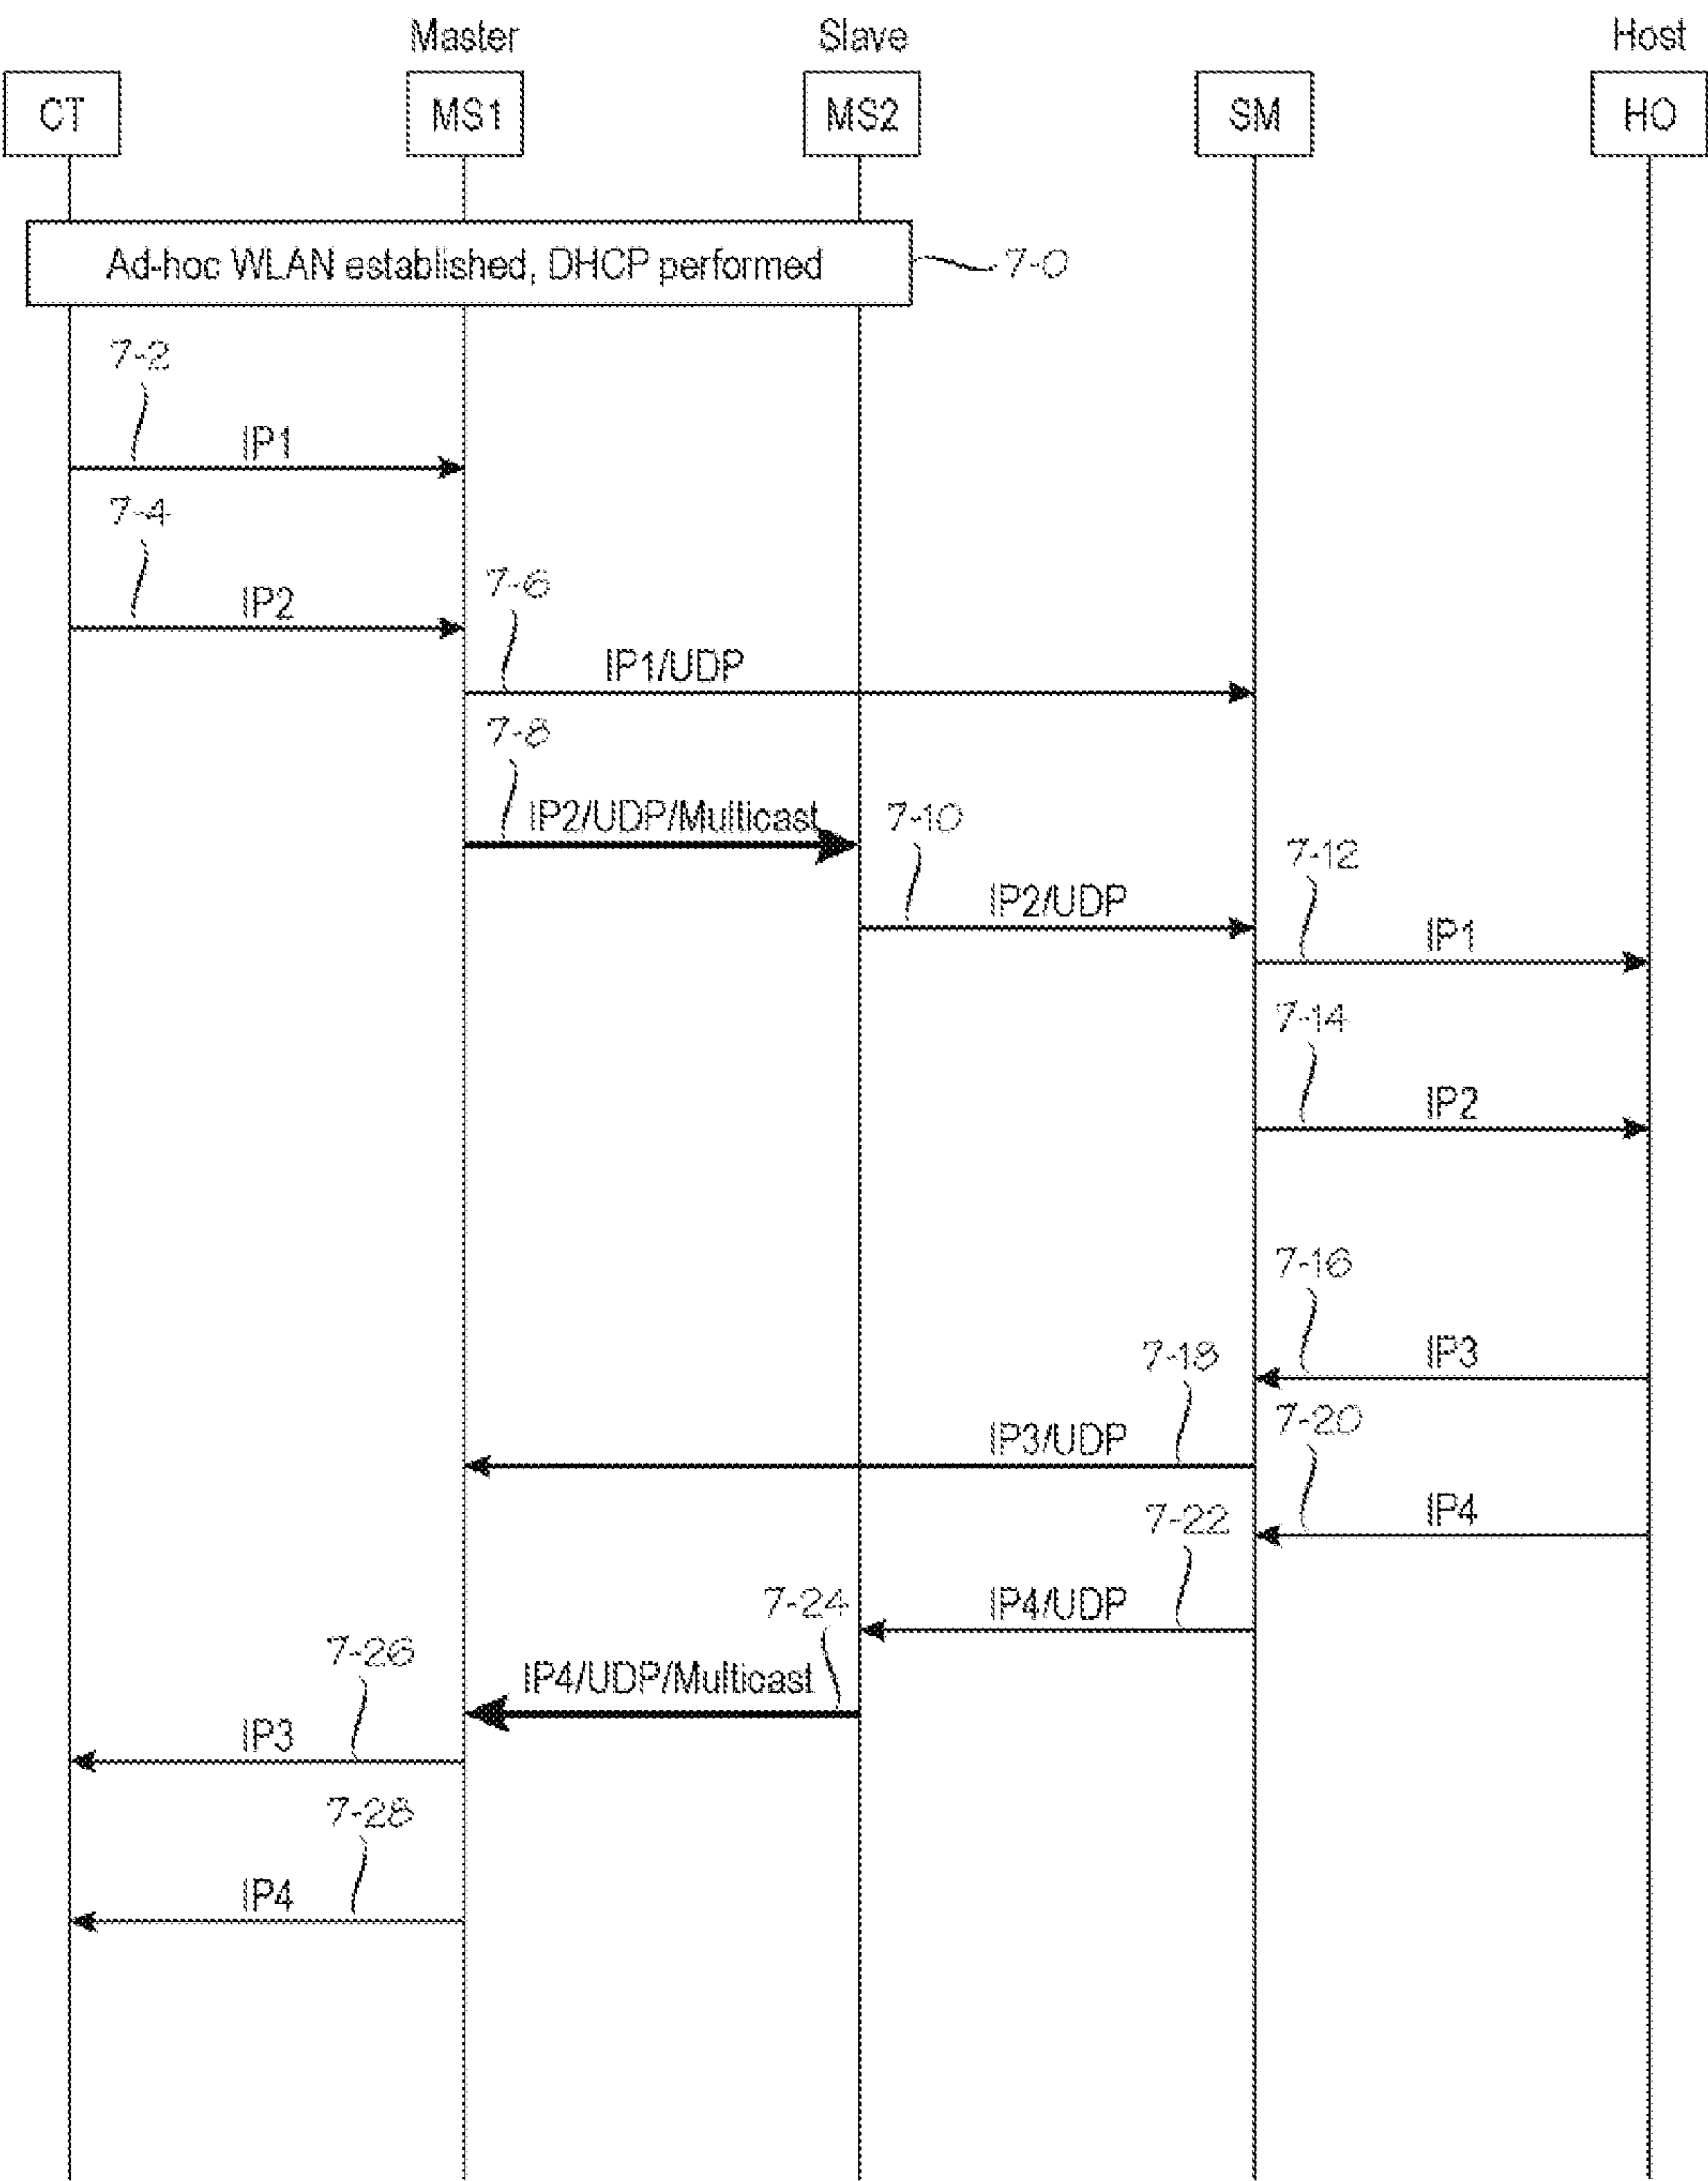 Master Slave Host
CT MS1 MS2 SM HO
Ad-hoc WLAN established, DHCP performed 7-0
7-2
IP1
7-4
IP2
7-6
IP1/UDP
7-8
IP2/UDP/Multicast
7-10
IP2/UDP
7-12
IP1
7-14
IP2
7-16
IP3
7-18
IP3/UDP
7-20
IP4
7-22
IP4/UDP
7-24
IP4/UDP/Multicast
7-26
IP3
7-28
IP4